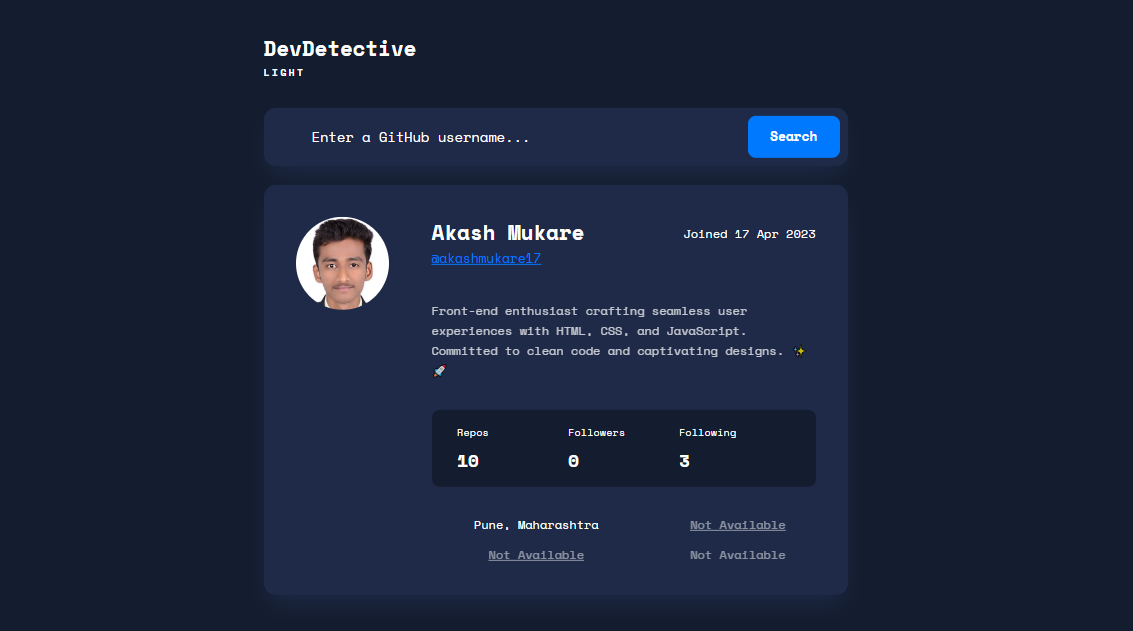 DevDetective
LIGHT
Enter a GitHub username...
Search
Akash Mukare
Joined 17 Apr 2023
@akashmukare17
Front-end enthusiast crafting seamless user
experiences with HTML, CSS, and JavaScript.
Committed to clean code and captivating designs. ✨
🚀
Repos Followers Following
10 0 3
Pune, Maharashtra Not Available
Not Available Not Available